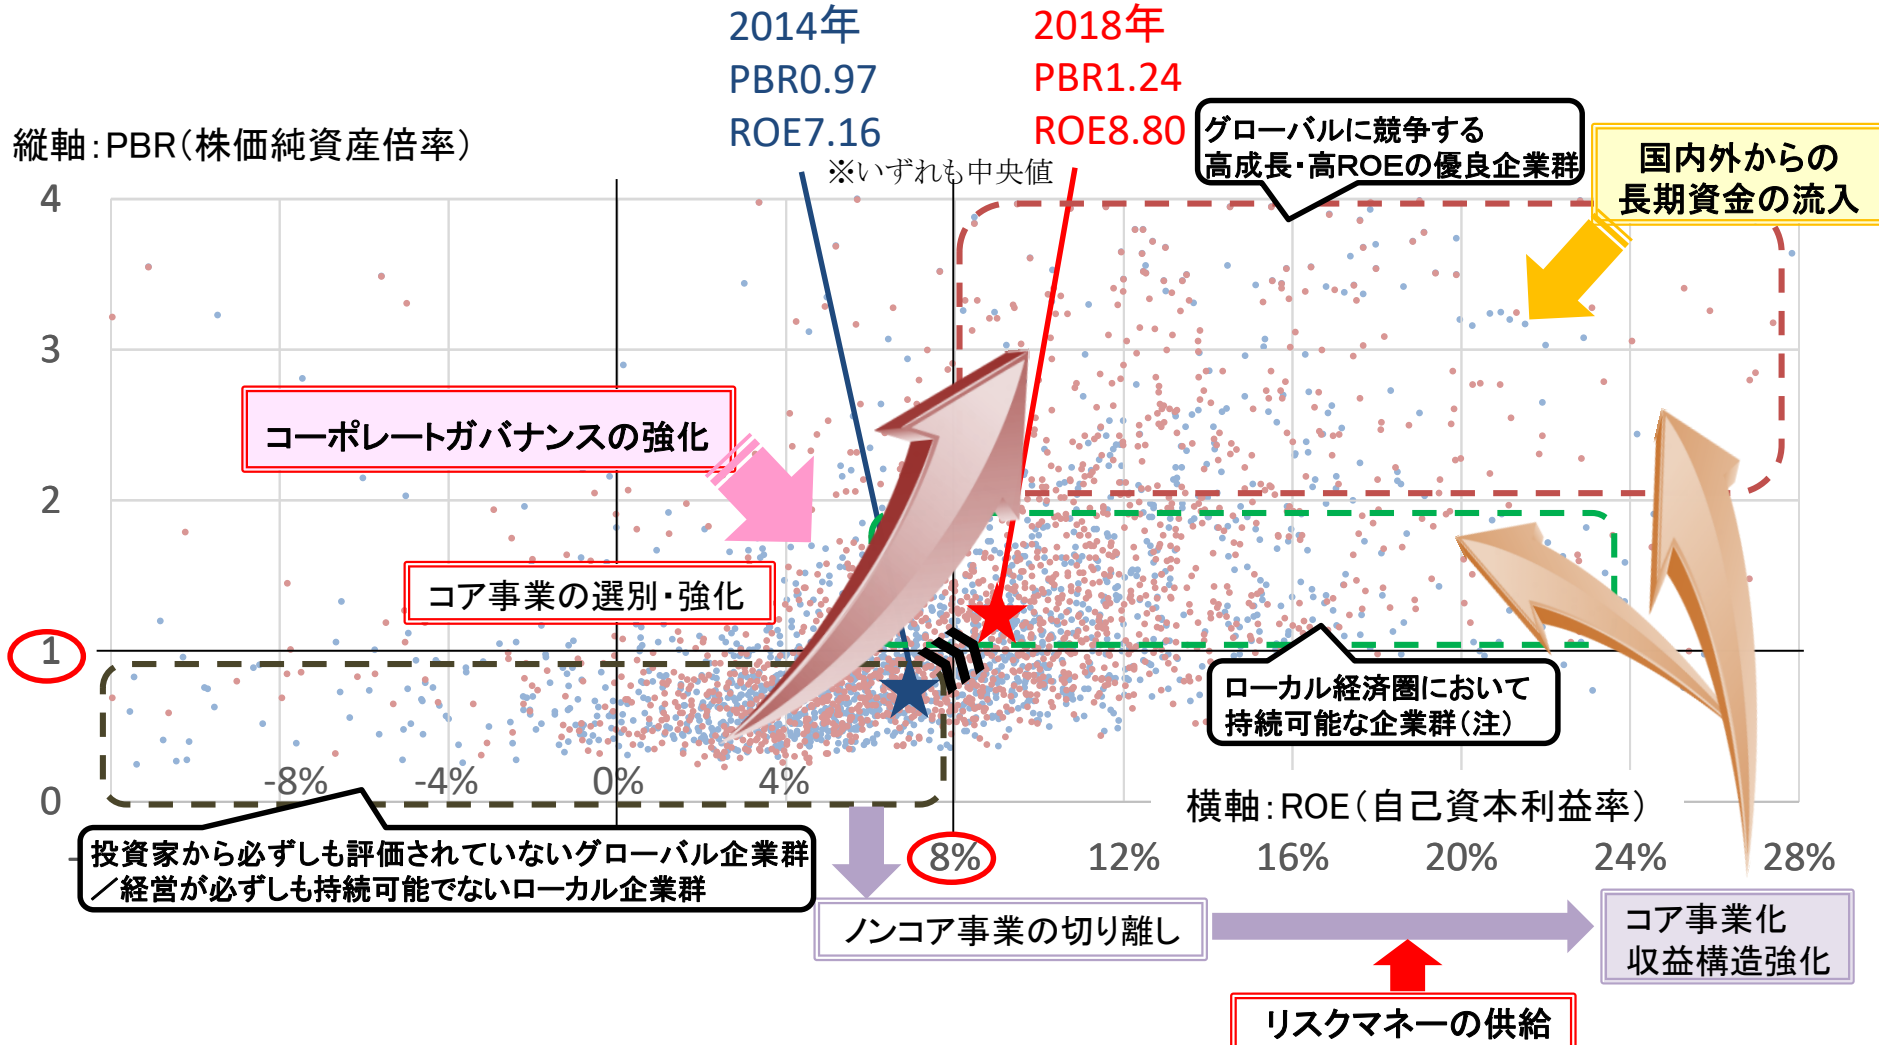 2014年
PBR0.97
ROE7.16
2018年
PBR1.24
ROE8.80
※いずれも中央値
縦軸:PBR(株価純資産倍率)
グローバルに競争する
高成長・高ROEの優良企業群
国内外からの
長期資金の流入
4
3
2
1
0
コーポレートガバナンスの強化
コア事業の選別・強化
ローカル経済圏において
持続可能な企業群(注)
-8%
-4%
0%
4%
8%
12%
16%
20%
24%
28%
横軸:ROE(自己資本利益率)
投資家から必ずしも評価されていないグローバル企業群
/経営が必ずしも持続可能でないローカル企業群
ノンコア事業の切り離し
コア事業化
収益構造強化
リスクマネーの供給